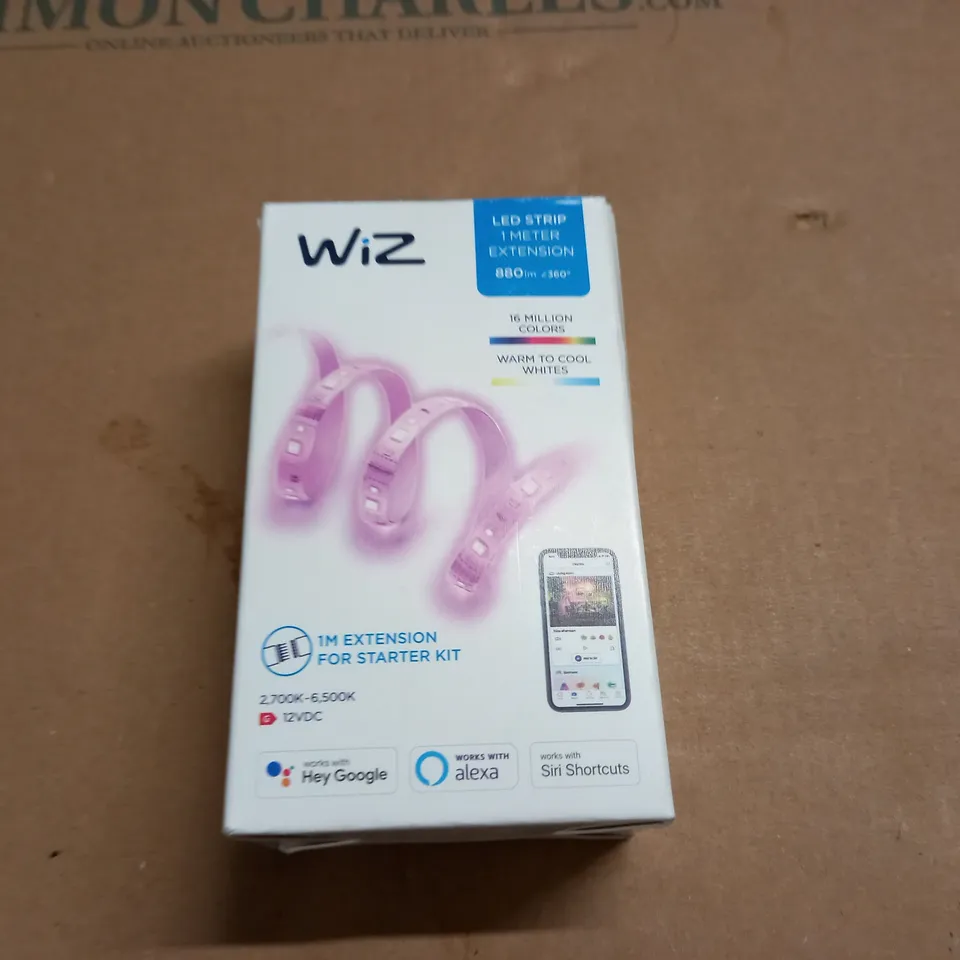 ONLINE AUCTIONEERS THAT DELIVER
WiZ
LED STRIP
1 METER
EXTENSION
880lm <360°
16 MILLION
COLORS
WARM TO COOL
WHITES
1M EXTENSION
FOR STARTER KIT
2,700K-6,500K
G 12VDC
works with
Hey Google
WORKS WITH
alexa
works with
Siri Shortcuts